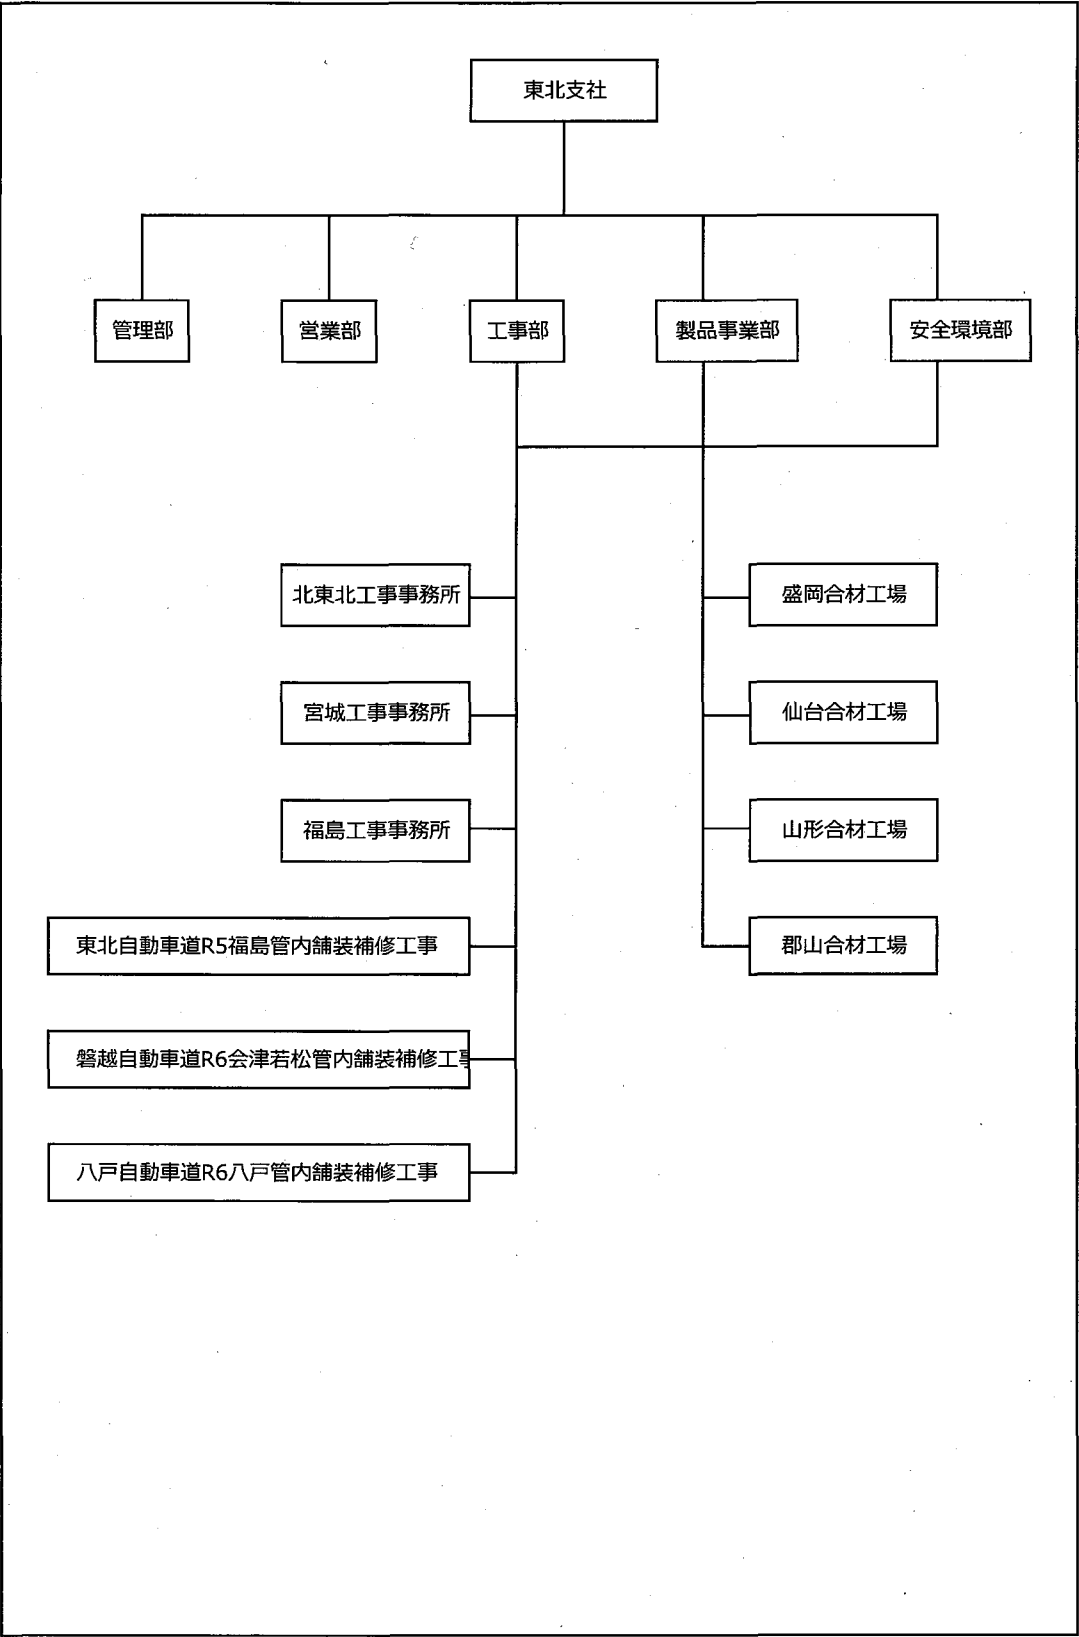 東北支社
管理部
営業部
工事部
製品事業部
安全環境部
北東北工事事務所
盛岡合材工場
宮城工事事務所
仙台合材工場
福島工事事務所
山形合材工場
東北自動車道R5福島管内舗装補修工事
郡山合材工場
磐越自動車道R6会津若松管内舗装補修工事
八戸自動車道R6八戸管内舗装補修工事